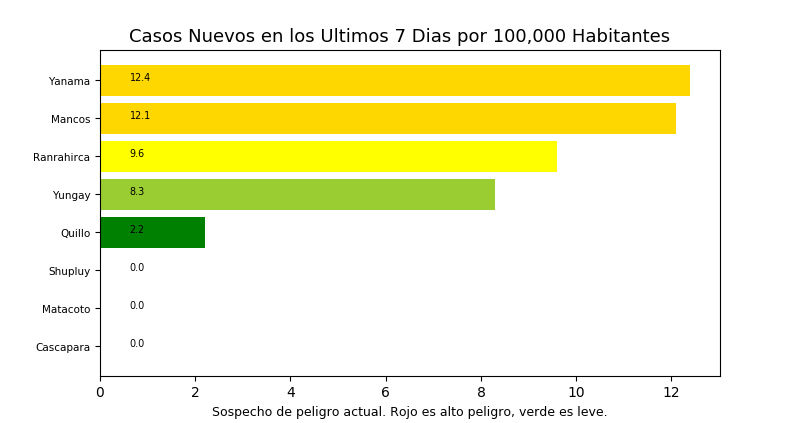 Casos Nuevos en los Ultimos 7 Dias por 100,000 Habitantes
Yanama 12.4
Mancos 12.1
Ranrahirca 9.6
Yungay 8.3
Quillo 2.2
Shupluy 0.0
Matacoto 0.0
Cascapara 0.0
0 2 4 6 8 10 12
Sospecho de peligro actual. Rojo es alto peligro, verde es leve.